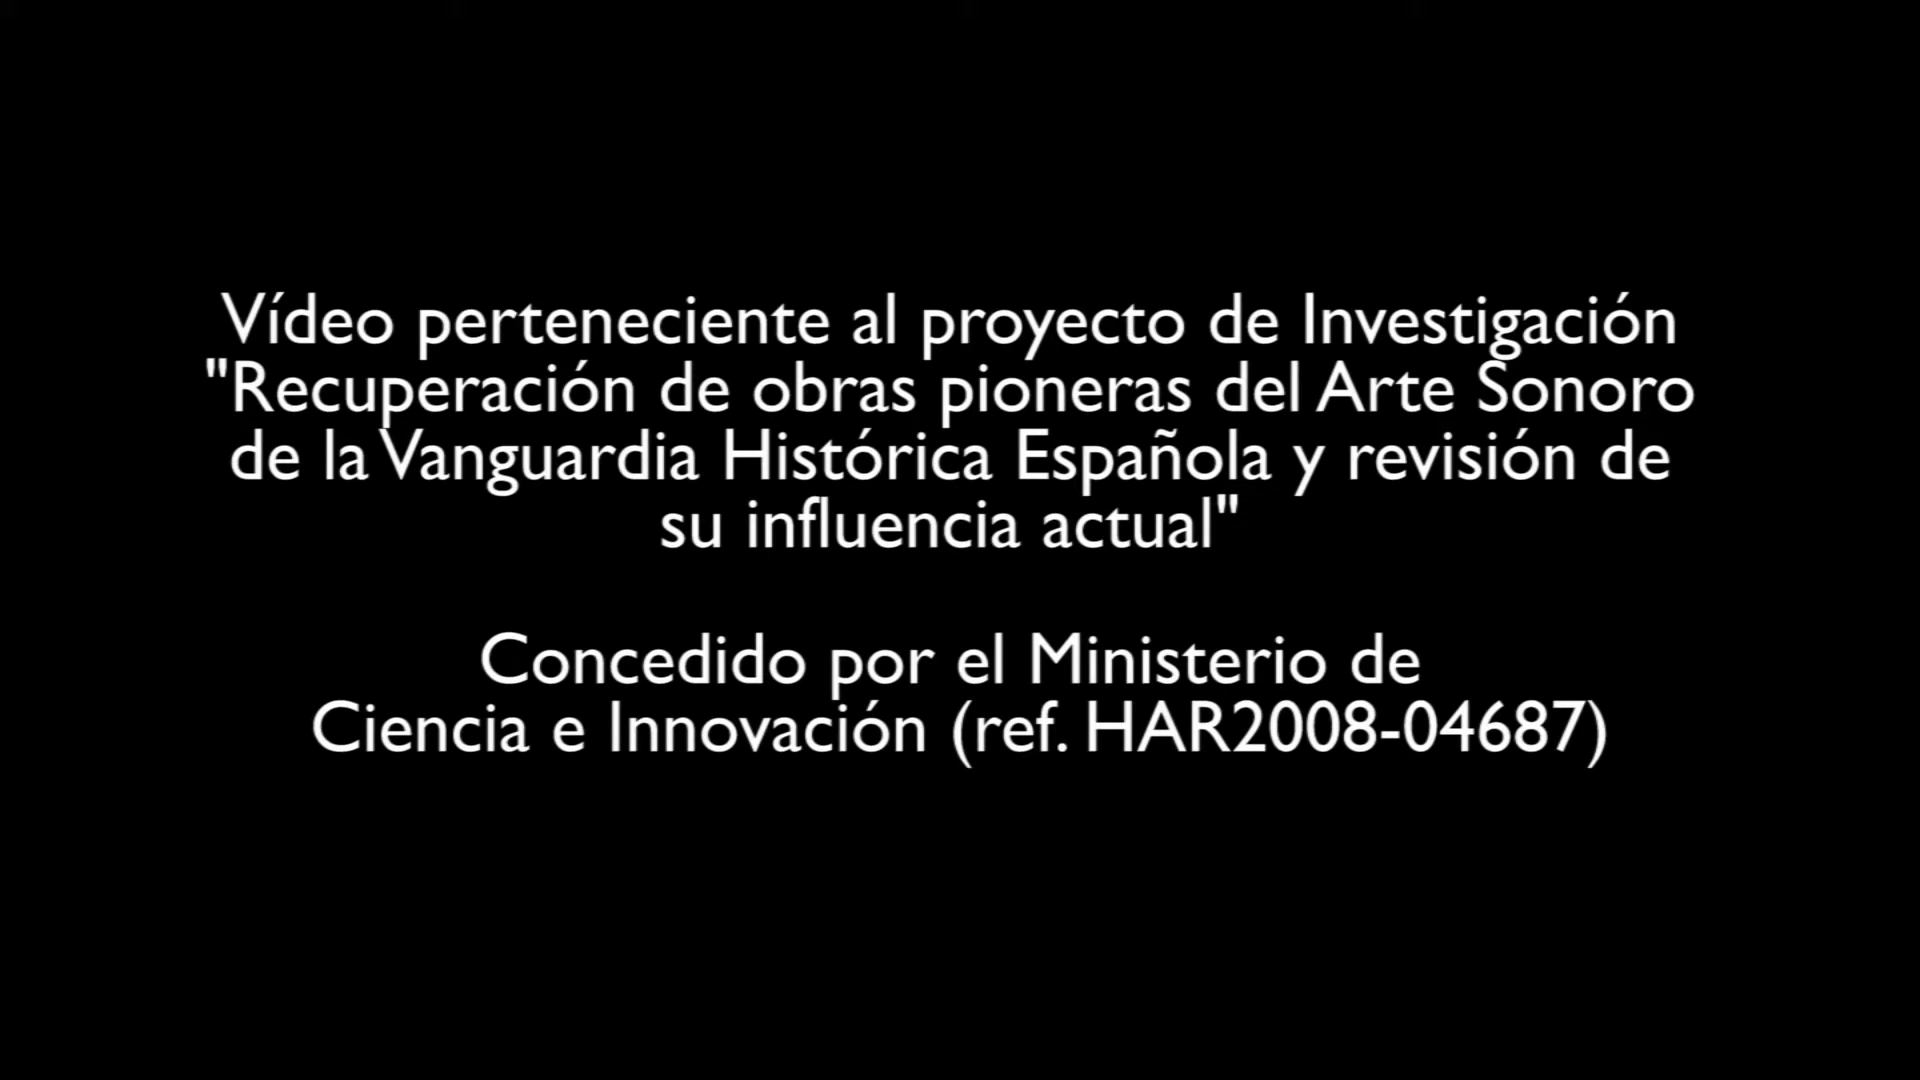 Vídeo perteneciente al proyecto de Investigación
"Recuperación de obras pioneras del Arte Sonoro
de la Vanguardia Histórica Española y revisión de
su influencia actual"
Concedido por el Ministerio de
Ciencia e Innovación (ref. HAR2008-04687)